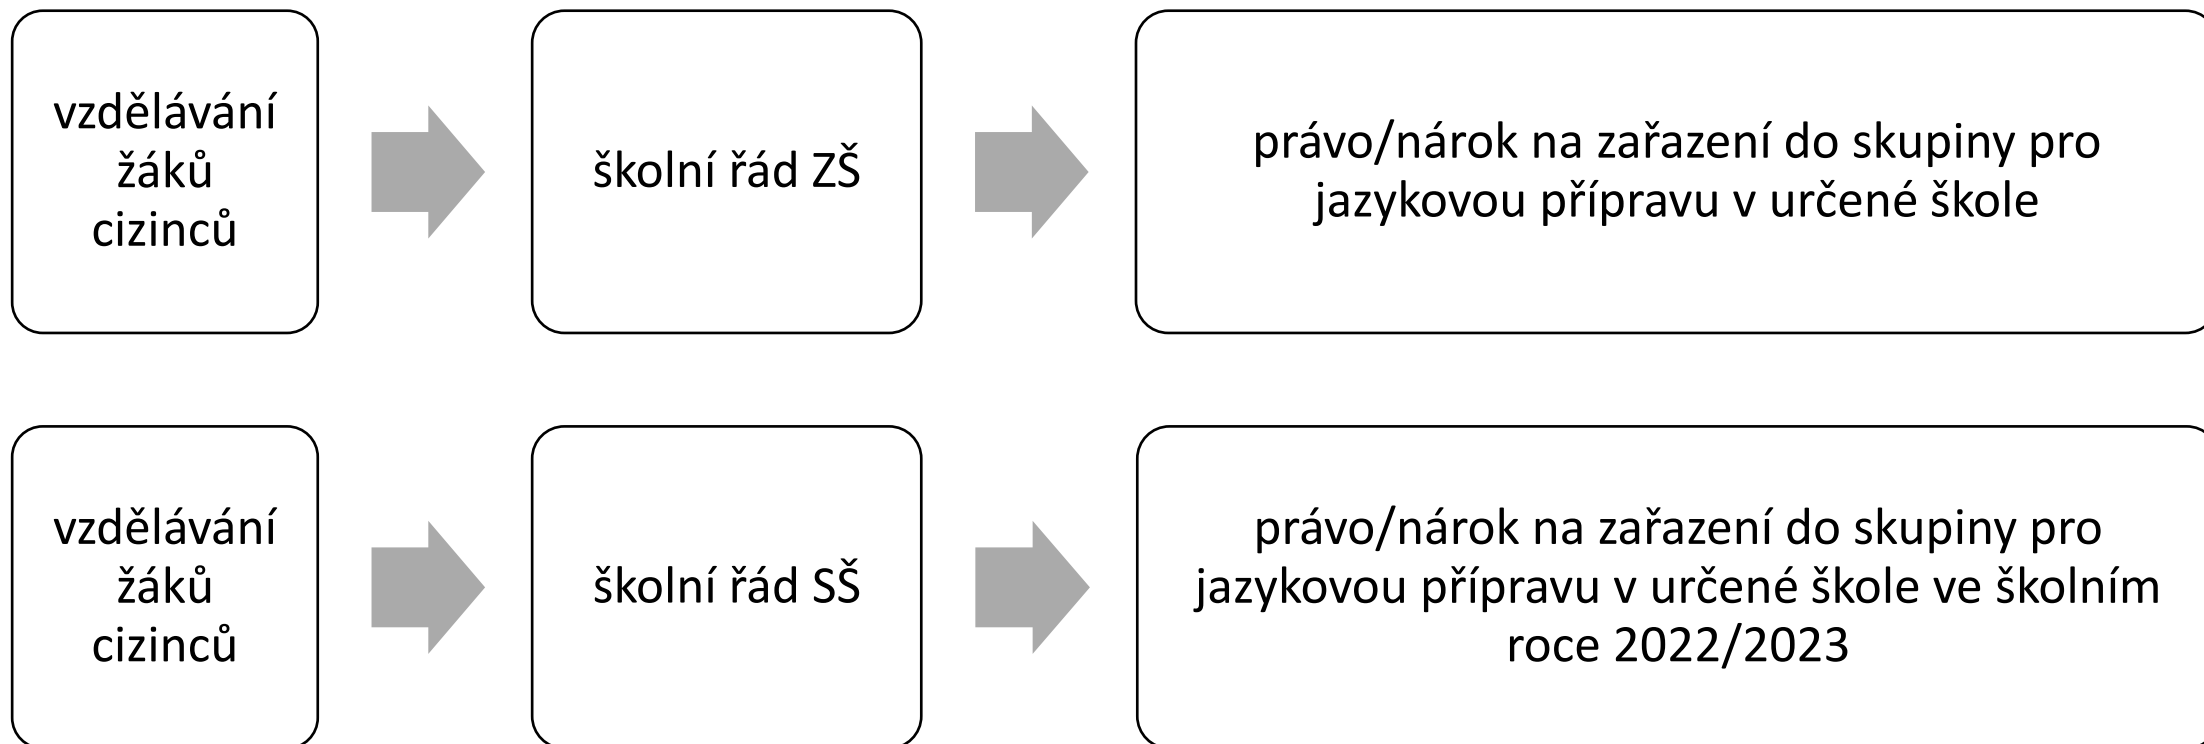 vzdělávání
žáků
cizinců
školní řád ZŠ
právo/nárok na zařazení do skupiny pro
jazykovou přípravu v určené škole
vzdělávání
žáků
cizinců
školní řád SŠ
právo/nárok na zařazení do skupiny pro
jazykovou přípravu v určené škole ve školním
roce 2022/2023